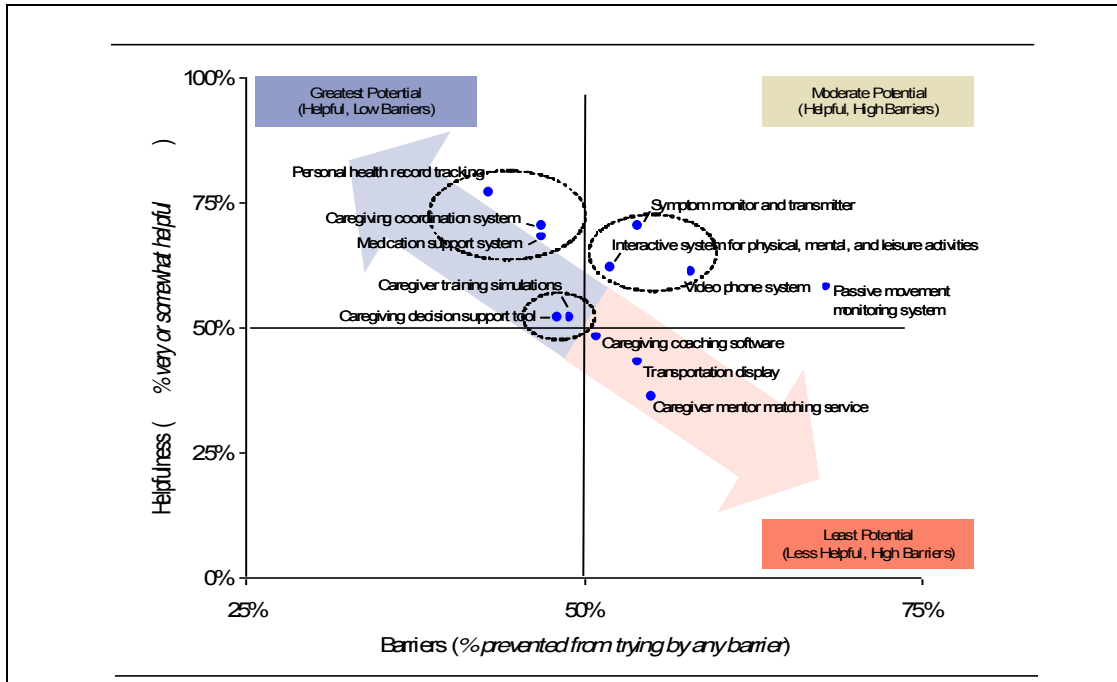 100%
Greatest Potential
(Helpful, Low Barriers)
Moderate Potential
(Helpful, High Barriers)
Personal health record tracking
75%
Symptom monitor and transmitter
Caregiving coordination system
Medication support system
Interactive system for physical, mental, and leisure activities
Caregiver training simulations
Video phone system
Passive movement
monitoring system
Caregiving decision support tool
50%
Caregiving coaching software
Transportation display
Caregiver mentor matching service
25%
Helpfulness ( % very or somewhat helpful )
Least Potential
(Less Helpful, High Barriers)
0%
25%
50%
75%
Barriers (% prevented from trying by any barrier)